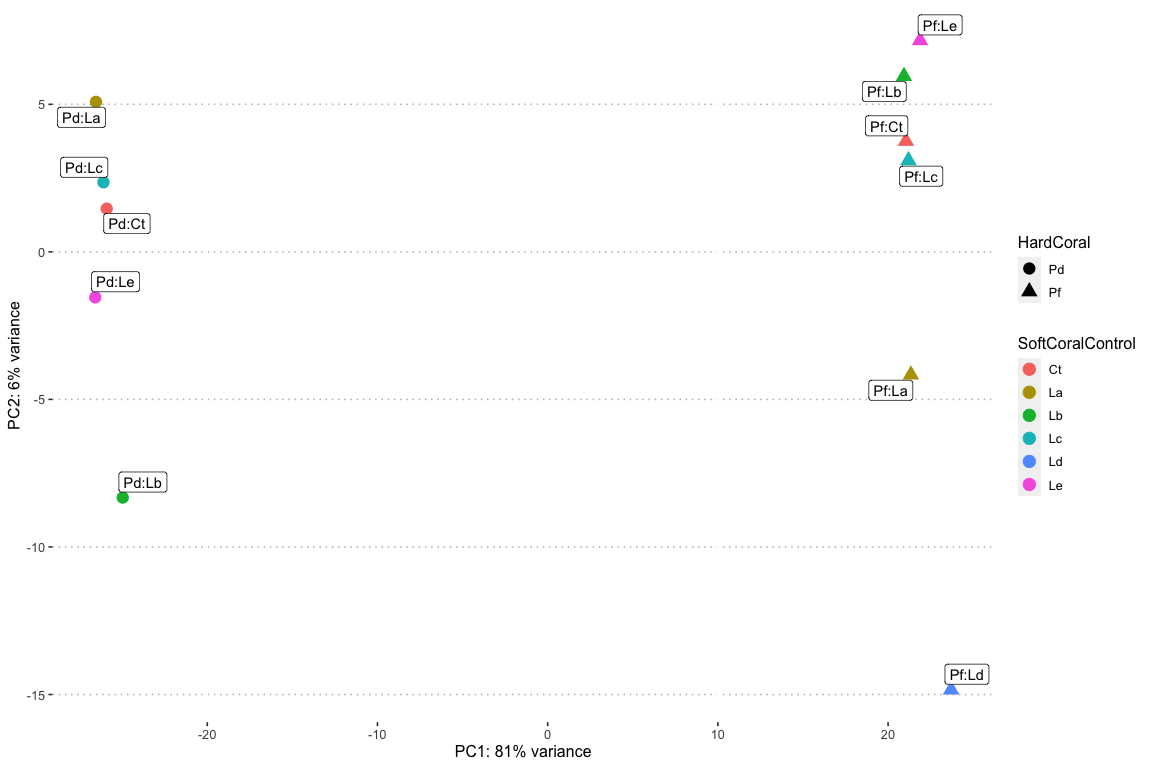 Pf:Le
Pf:Lb
5
Pd:La
Pf:Ct
Pd:Lc
Pf:Lc
Pd:Ct
0
Pd:Le
-5
Pf:La
Pd:Lb
-10
Pf:Ld
-15
-20
-10
0
10
20
PC1: 81% variance
PC2: 6% variance
HardCoral
Pd
Pf
SoftCoralControl
Ct
La
Lb
Lc
Ld
Le